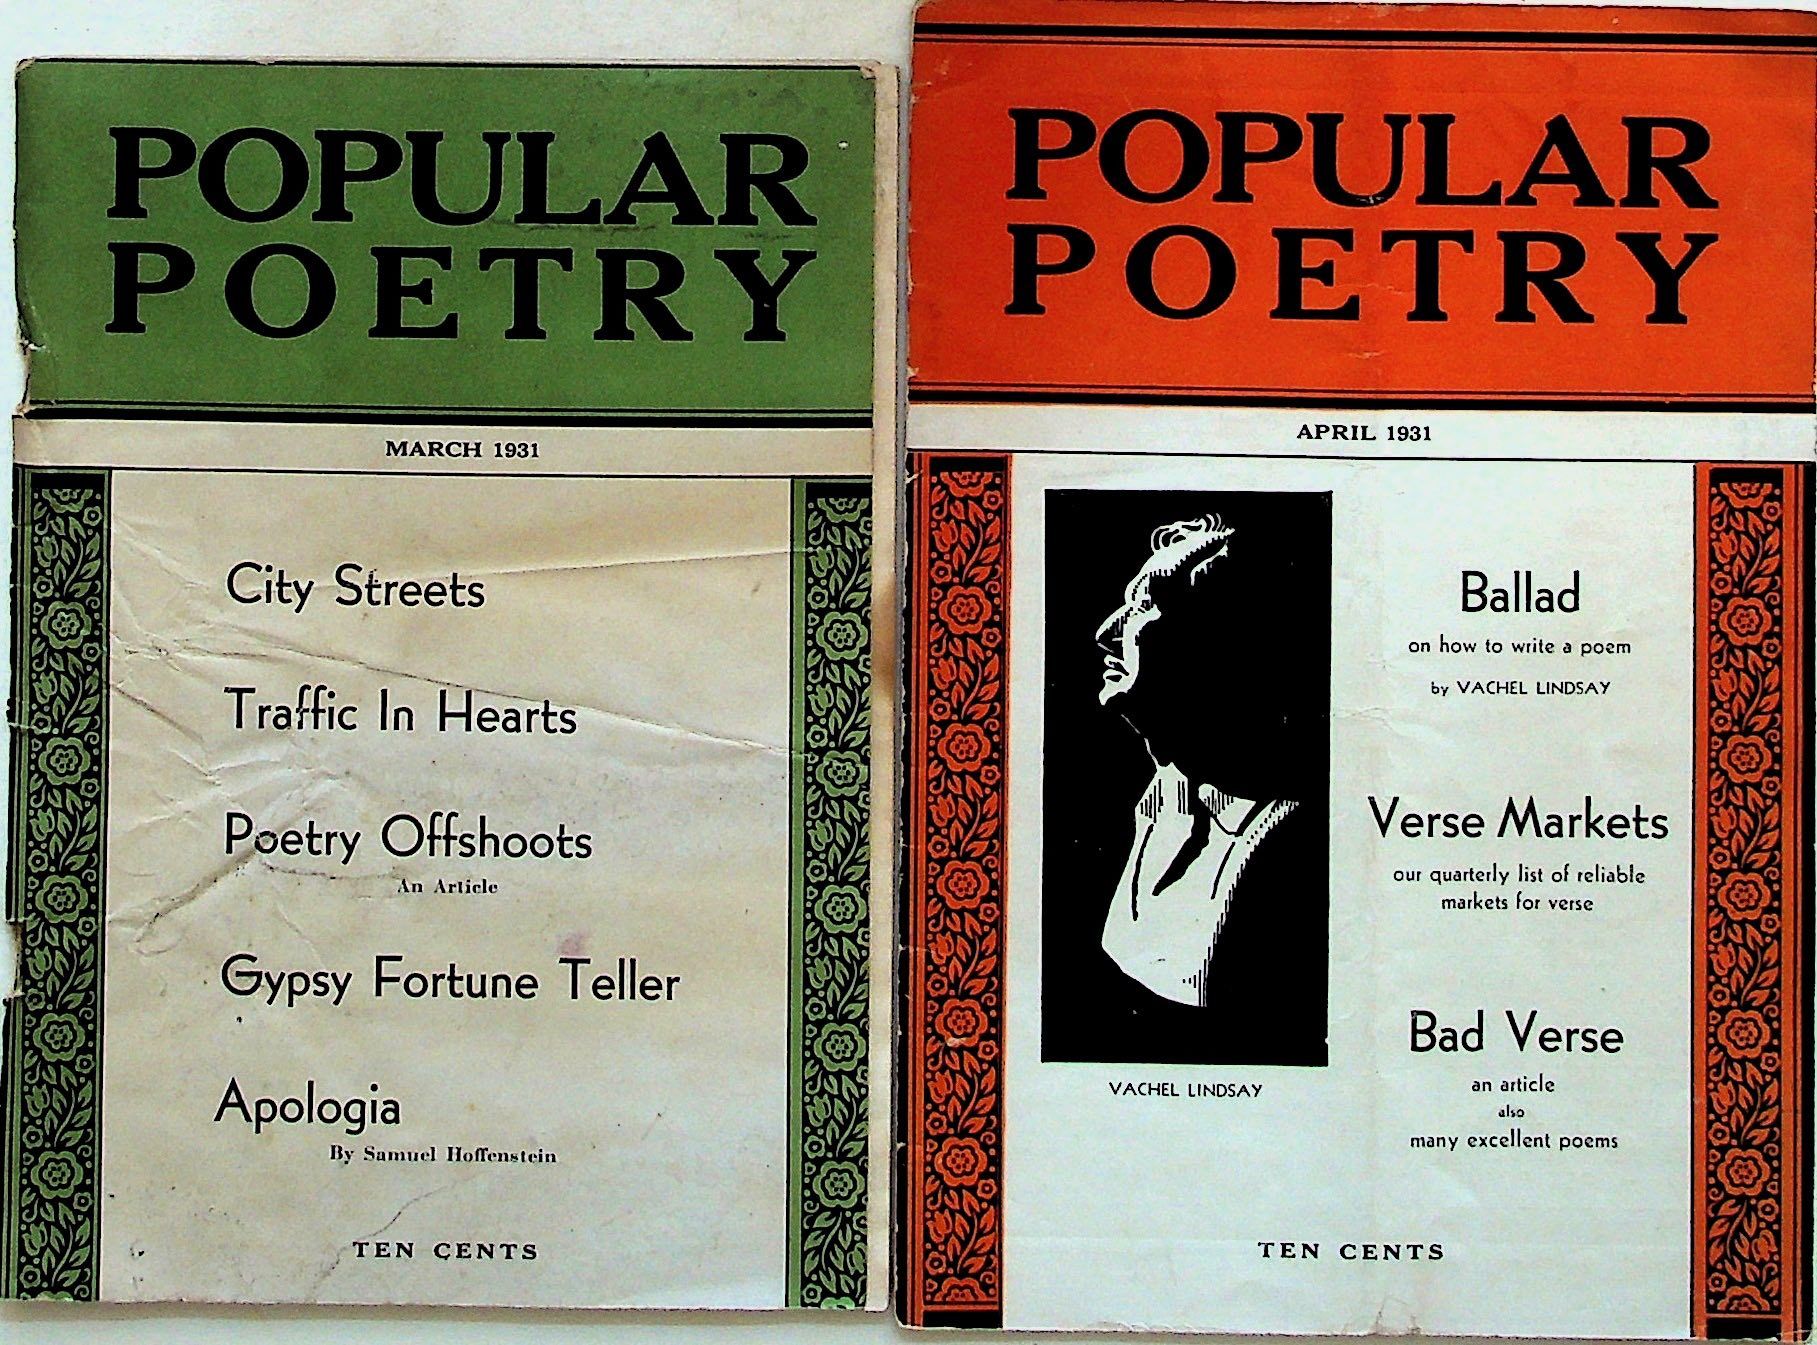 POPULAR
POETRY
MARCH 1931
City Streets
Traffic In Hearts
Poetry Offshoots
An Article
Gypsy Fortune Teller
Apologia
By Samuel Hoffenstein
TEN CENTS
POPULAR
POETRY
APRIL 1931
VACHEL LINDSAY
Ballad
on how to write a poem
by VACHEL LINDSAY
Verse Markets
our quarterly list of reliable
markets for verse
Bad Verse
an article
also
many excellent poems
TEN CENTS